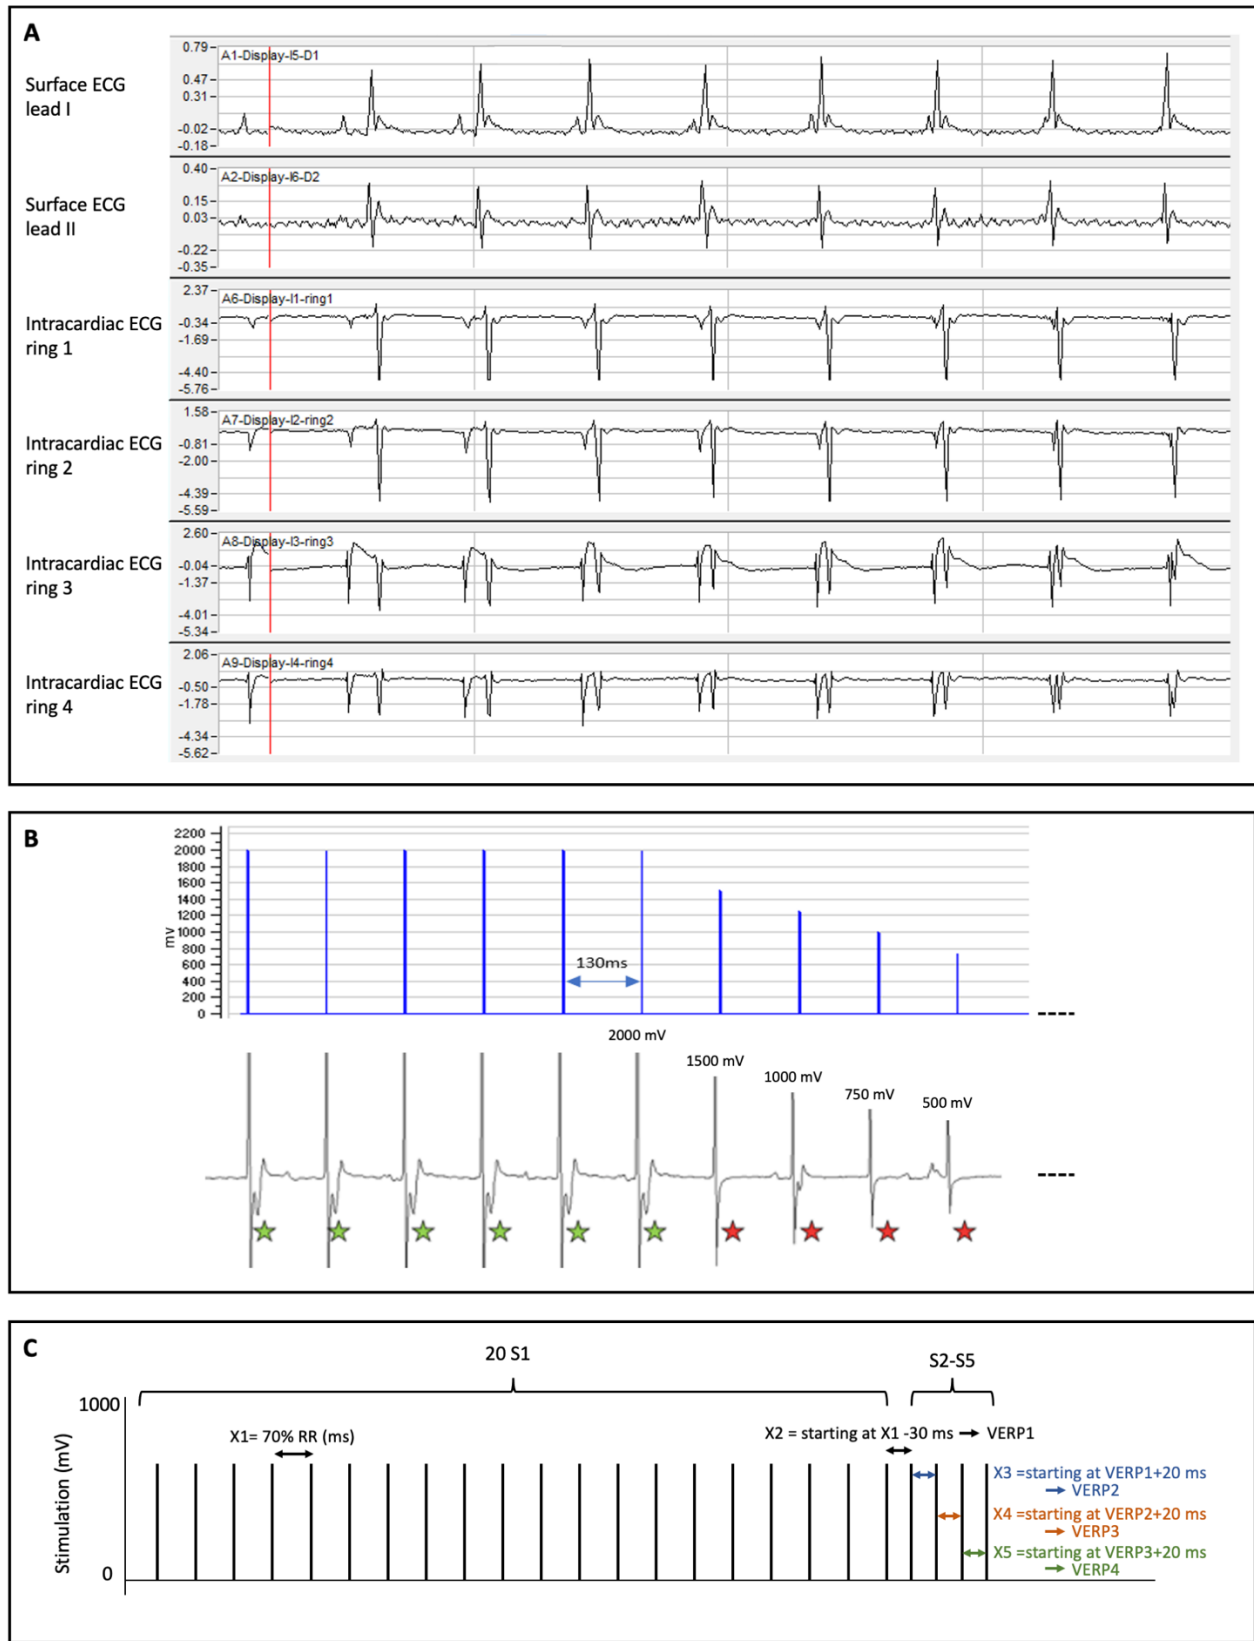 A
Surface ECG
lead I
A1-Display-I5-D1
0.79
0.47
0.31
-0.02
-0.18
Surface ECG
lead II
A2-Display-I6-D2
0.40
0.15
0.03
-0.22
-0.35
Intracardiac ECG
ring 1
A6-Display-I1-ring1
2.37
-0.34
-1.69
-4.40
-5.76
Intracardiac ECG
ring 2
A7-Display-I2-ring2
1.58
-0.81
-2.00
-4.39
-5.59
Intracardiac ECG
ring 3
A8-Display-I3-ring3
2.60
-0.04
-1.37
-4.01
-5.34
Intracardiac ECG
ring 4
A9-Display-I4-ring4
2.06
-0.50
-1.78
-4.34
-5.62
B
mV
2200
2000
1800
1600
1400
1200
1000
800
600
400
200
0
130ms
2000 mV
1500 mV
1000 mV
750 mV
500 mV
C
20 S1
S2-S5
Stimulation (mV)
1000
0
X1= 70% RR (ms)
X2 = starting at X1 -30 ms → VERP1
X3 =starting at VERP1+20 ms
→ VERP2
X4 =starting at VERP2+20 ms
→ VERP3
X5 =starting at VERP3+20 ms
→ VERP4